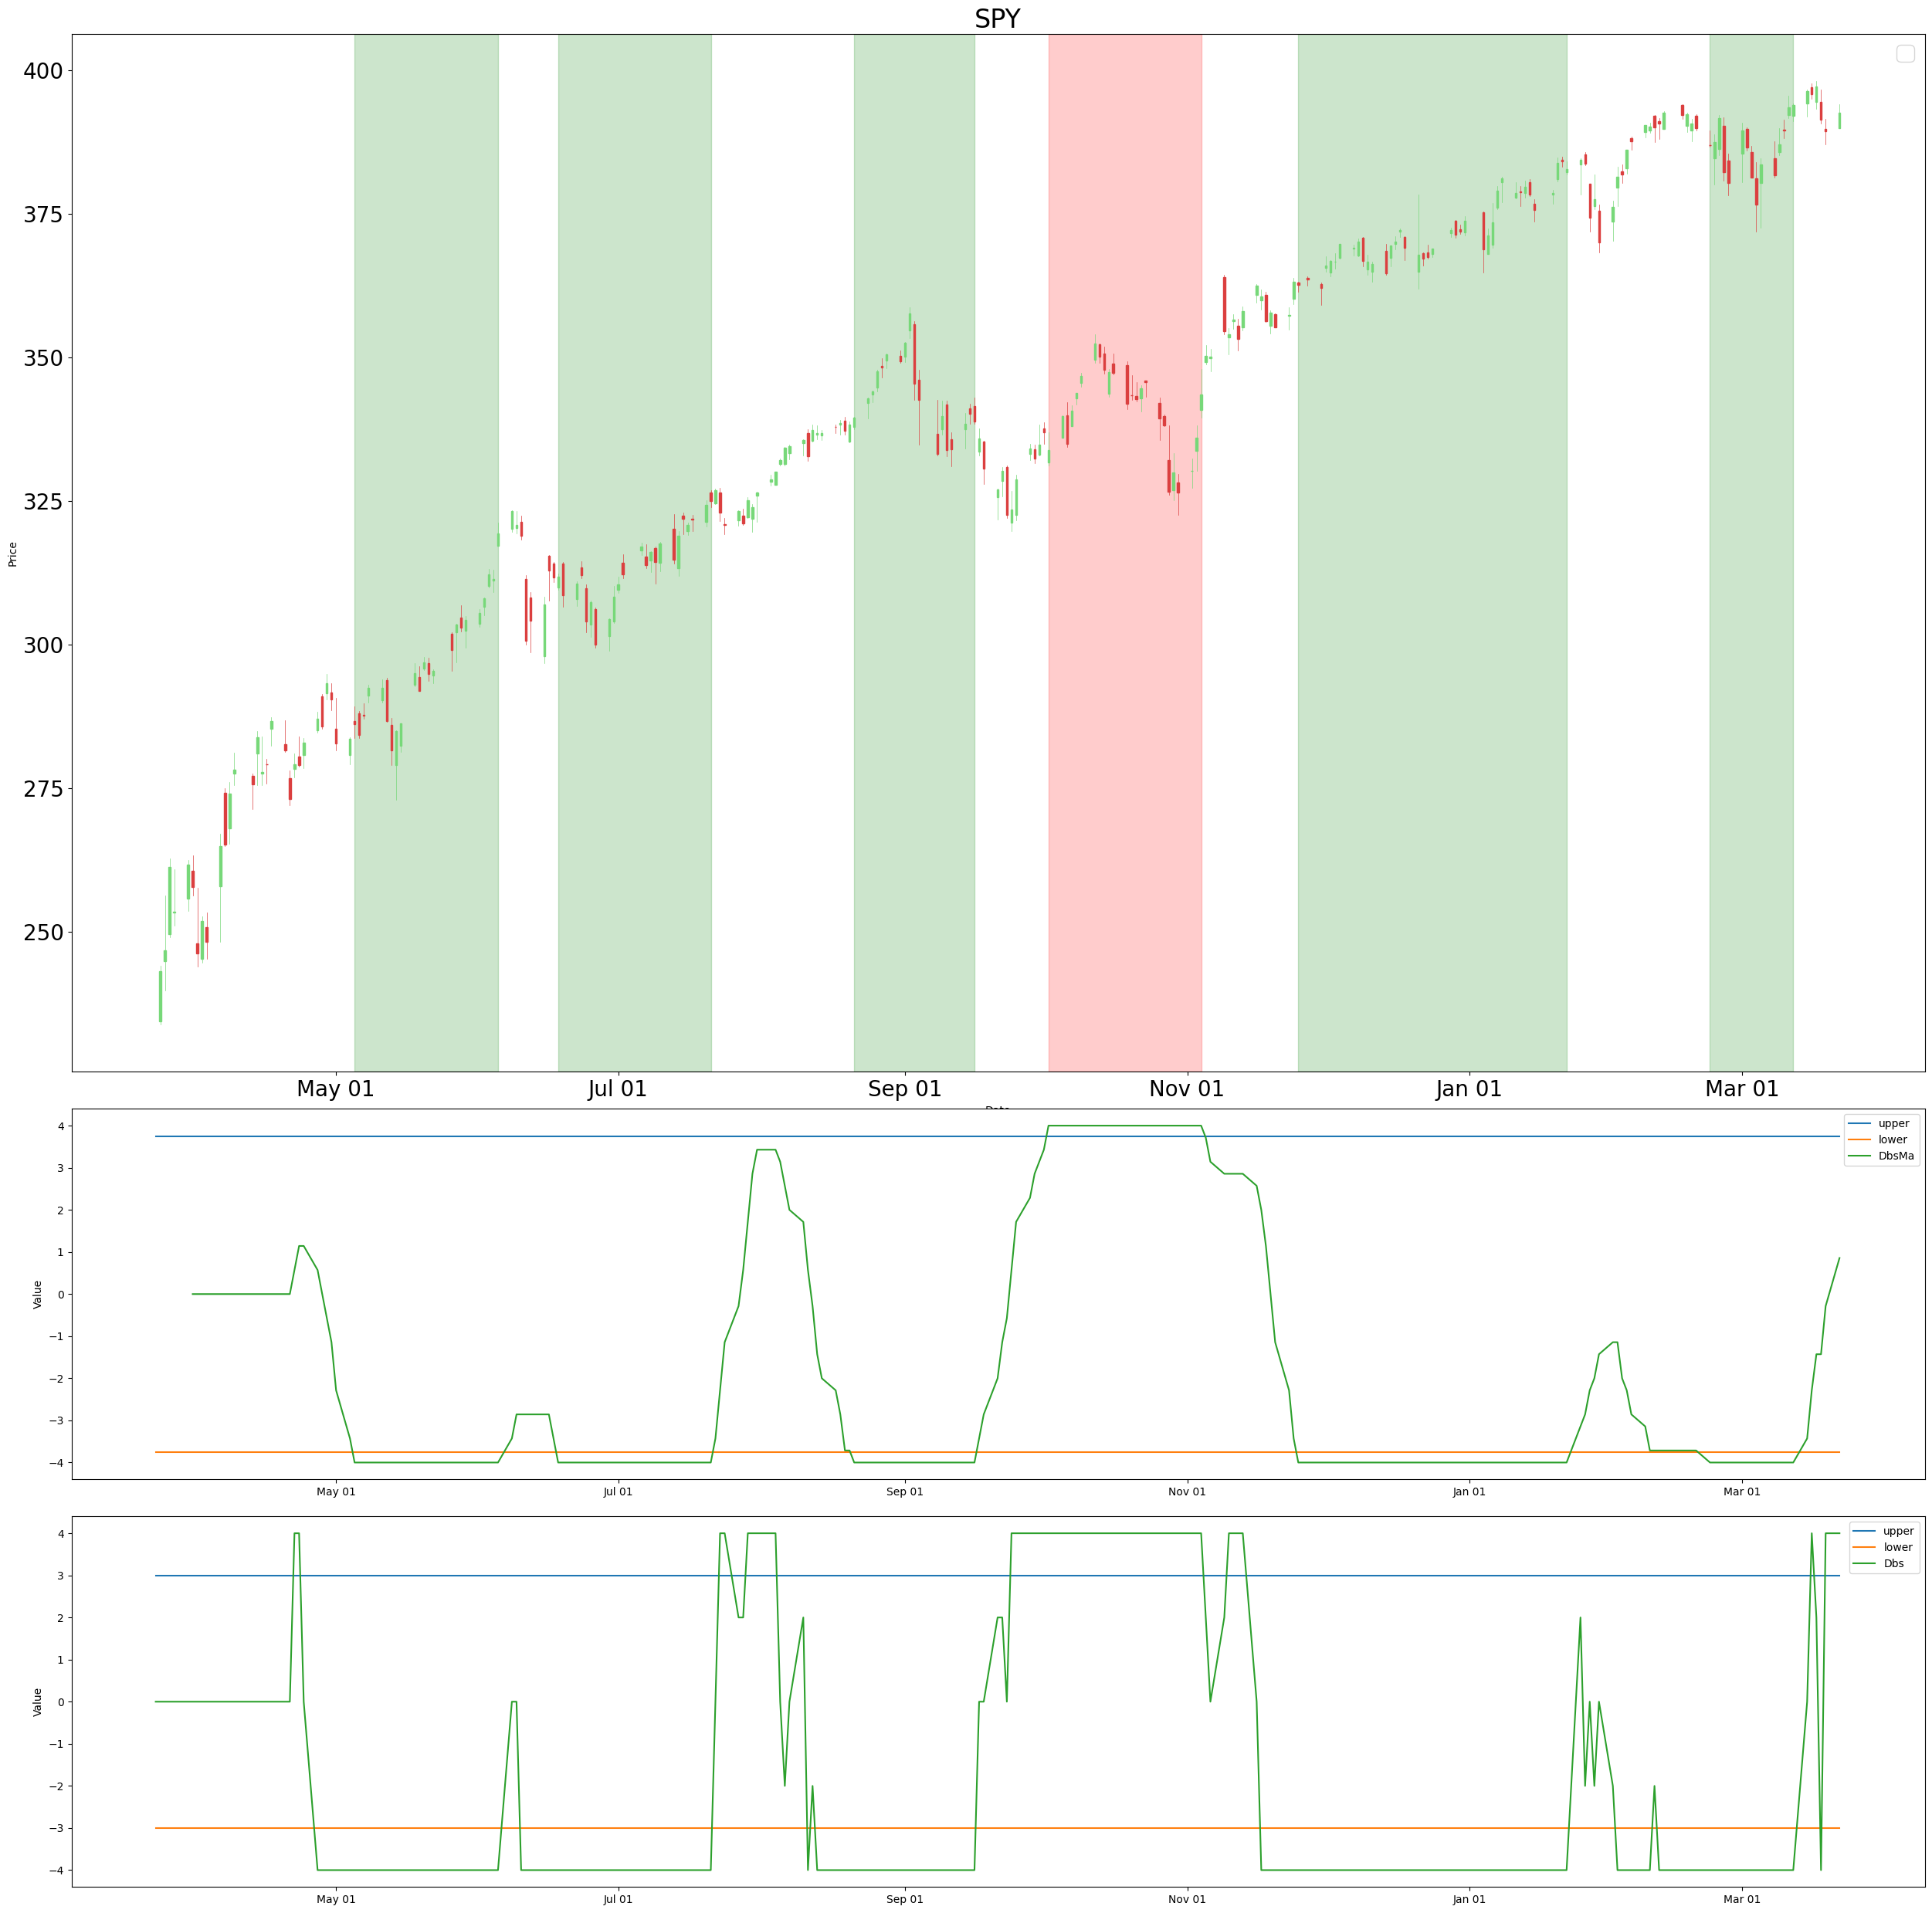 SPY
400
375
350
325
300
275
250
Price
May 01
Jul 01
Sep 01
Nov 01
Jan 01
Mar 01
4
3
2
1
0
−1
−2
−3
−4
Value
upper
lower
DbsMa
May 01
Jul 01
Sep 01
Nov 01
Jan 01
Mar 01
4
3
2
1
0
−1
−2
−3
−4
Value
upper
lower
Dbs
May 01
Jul 01
Sep 01
Nov 01
Jan 01
Mar 01